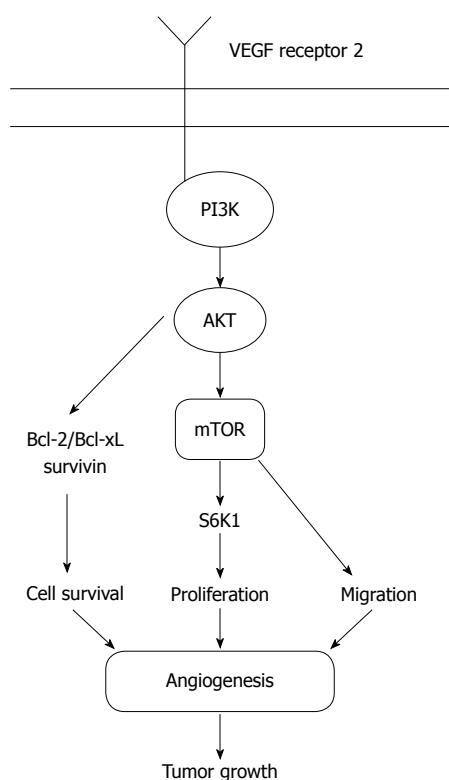 VEGF receptor 2
PI3K
AKT
mTOR
Bcl-2/Bcl-xL
survivin
S6K1
Cell survival
Proliferation
Migration
Angiogenesis
Tumor growth